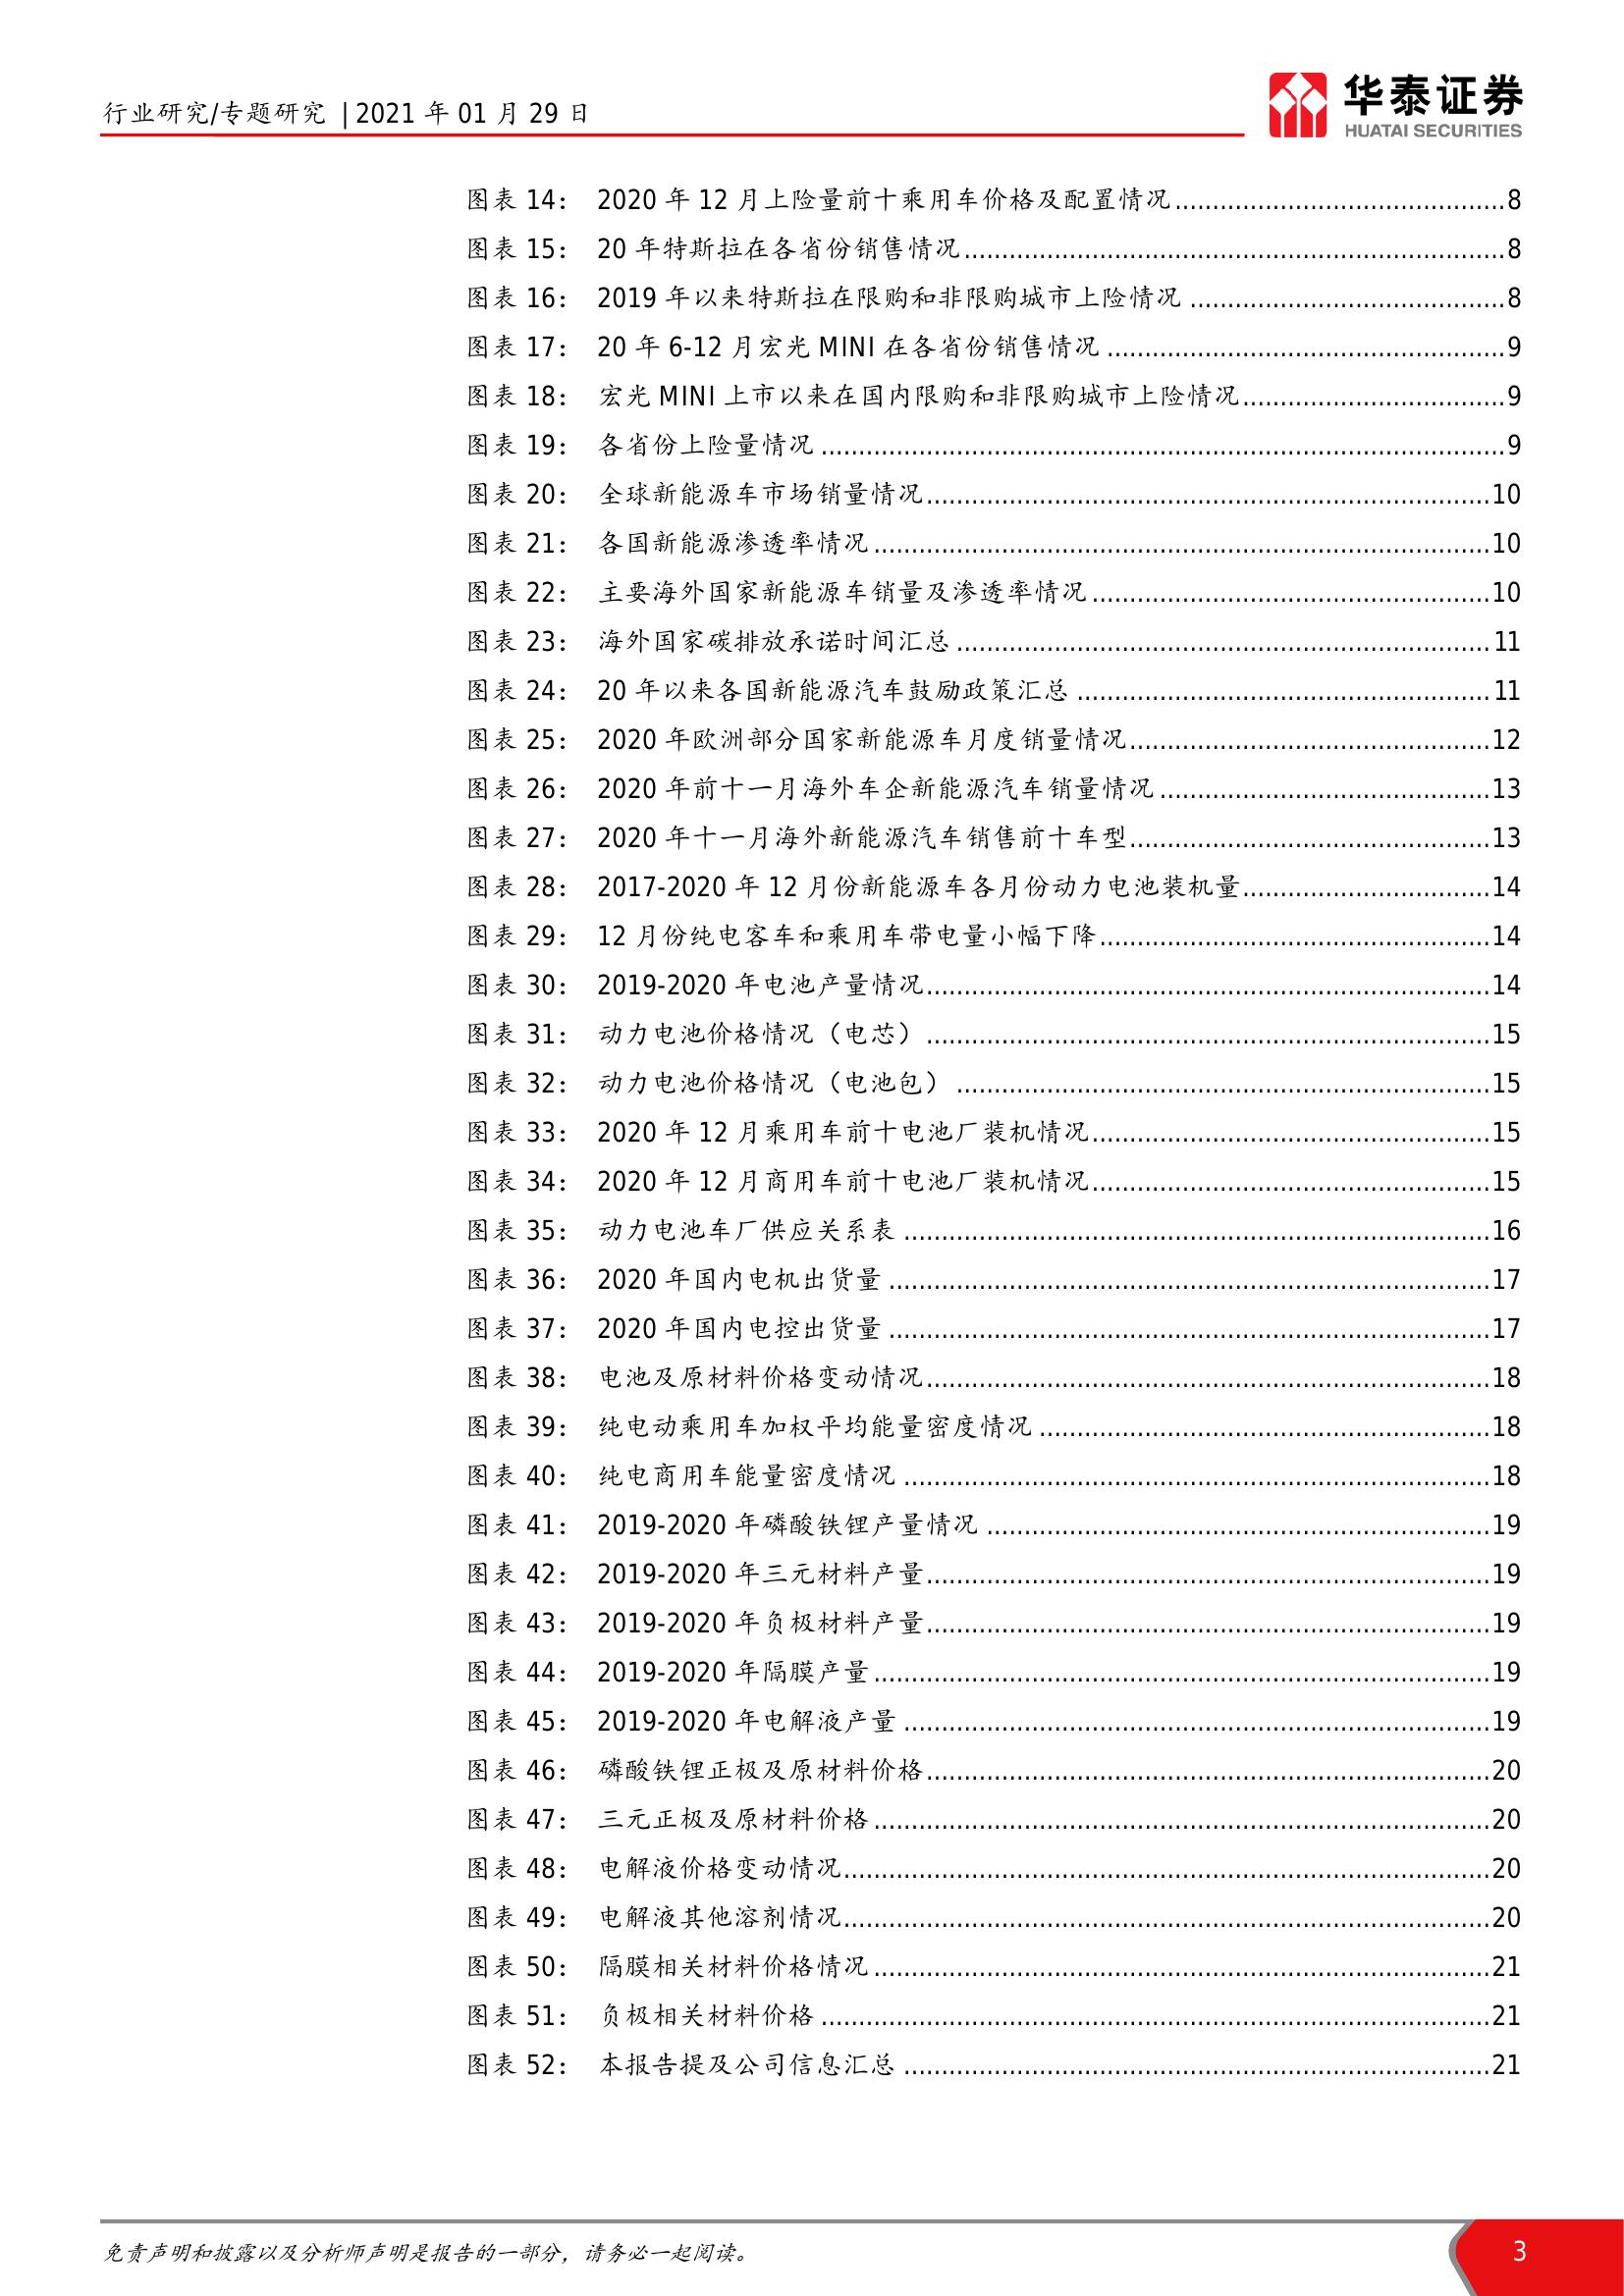 行业研究/专题研究 | 2021 年 01 月 29 日
华泰证券
HUATAI SECURITIES
图表 14： 2020 年 12 月上险量前十乘用车价格及配置情况............................................8
图表 15： 20 年特斯拉在各省份销售情况........................................................................8
图表 16： 2019 年以来特斯拉在限购和非限购城市上险情况 ..........................................8
图表 17： 20 年 6-12 月宏光 MINI 在各省份销售情况 .....................................................9
图表 18： 宏光 MINI 上市以来在国内限购和非限购城市上险情况...................................9
图表 19： 各省份上险量情况 ...........................................................................................9
图表 20： 全球新能源车市场销量情况...........................................................................10
图表 21： 各国新能源渗透率情况..................................................................................10
图表 22： 主要海外国家新能源车销量及渗透率情况.....................................................10
图表 23： 海外国家碳排放承诺时间汇总 .......................................................................11
图表 24： 20 年以来各国新能源汽车鼓励政策汇总 .......................................................11
图表 25： 2020 年欧洲部分国家新能源车月度销量情况................................................12
图表 26： 2020 年前十一月海外车企新能源汽车销量情况............................................13
图表 27： 2020 年十一月海外新能源汽车销售前十车型................................................13
图表 28： 2017-2020 年 12 月份新能源车各月份动力电池装机量.................................14
图表 29： 12 月份纯电客车和乘用车带电量小幅下降....................................................14
图表 30： 2019-2020 年电池产量情况...........................................................................14
图表 31： 动力电池价格情况（电芯）...........................................................................15
图表 32： 动力电池价格情况（电池包） .......................................................................15
图表 33： 2020 年 12 月乘用车前十电池厂装机情况.....................................................15
图表 34： 2020 年 12 月商用车前十电池厂装机情况.....................................................15
图表 35： 动力电池车厂供应关系表 ..............................................................................16
图表 36： 2020 年国内电机出货量 ................................................................................17
图表 37： 2020 年国内电控出货量 ................................................................................17
图表 38： 电池及原材料价格变动情况...........................................................................18
图表 39： 纯电动乘用车加权平均能量密度情况 ............................................................18
图表 40： 纯电商用车能量密度情况 ..............................................................................18
图表 41： 2019-2020 年磷酸铁锂产量情况 ...................................................................19
图表 42： 2019-2020 年三元材料产量...........................................................................19
图表 43： 2019-2020 年负极材料产量...........................................................................19
图表 44： 2019-2020 年隔膜产量..................................................................................19
图表 45： 2019-2020 年电解液产量 ..............................................................................19
图表 46： 磷酸铁锂正极及原材料价格...........................................................................20
图表 47： 三元正极及原材料价格..................................................................................20
图表 48： 电解液价格变动情况......................................................................................20
图表 49： 电解液其他溶剂情况......................................................................................20
图表 50： 隔膜相关材料价格情况..................................................................................21
图表 51： 负极相关材料价格 .........................................................................................21
图表 52： 本报告提及公司信息汇总 ..............................................................................21
免责声明和披露以及分析师声明是报告的一部分，请务必一起阅读。
3